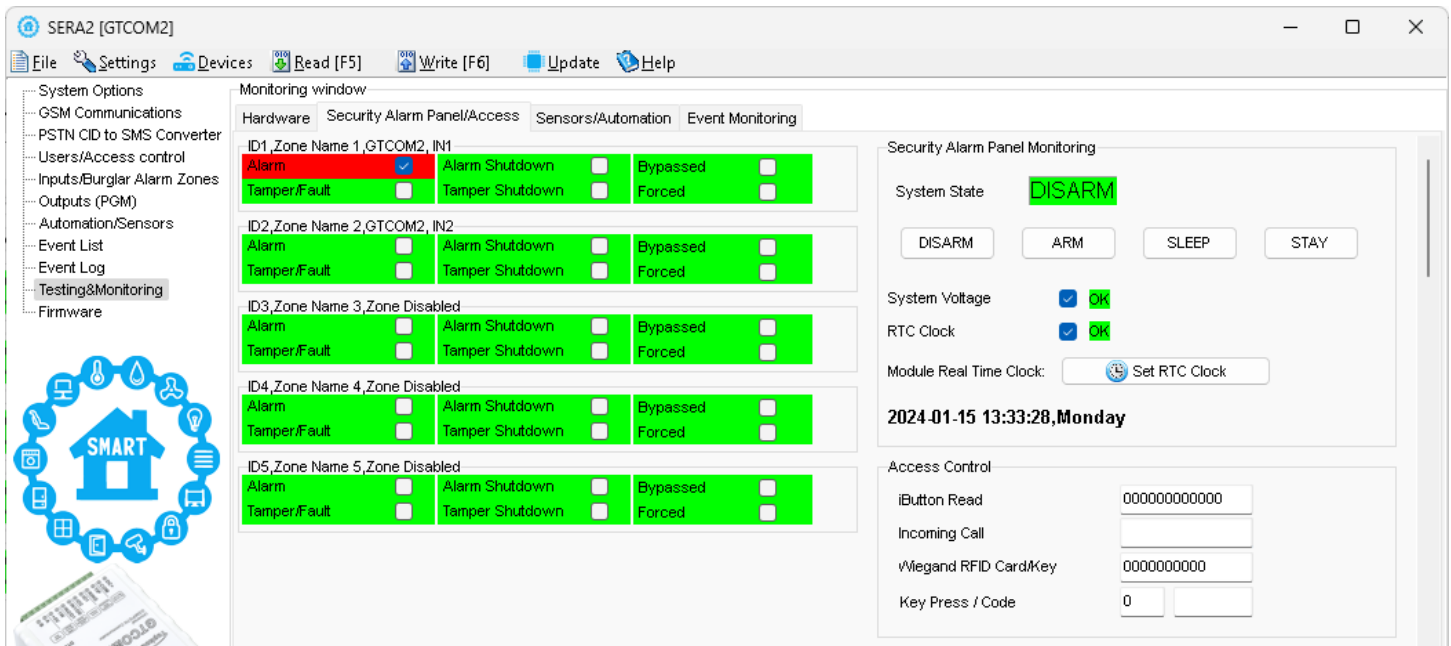 SERA2 [GTCOM2]
File Settings Devices Read [F5] Write [F6] Update Help
System Options
GSM Communications
PSTN CID to SMS Converter
Users/Access control
Inputs/Burglar Alarm Zones
Outputs (PGM)
Automation/Sensors
Event List
Event Log
Testing&Monitoring
Firmware
SMART
Monitoring window
Hardware Security Alarm Panel/Access Sensors/Automation Event Monitoring
ID1,Zone Name 1,GTCOM2, IN1
Alarm Alarm Shutdown Bypassed
Tamper/Fault Tamper Shutdown Forced
ID2,Zone Name 2,GTCOM2, IN2
Alarm Alarm Shutdown Bypassed
Tamper/Fault Tamper Shutdown Forced
ID3,Zone Name 3,Zone Disabled
Alarm Alarm Shutdown Bypassed
Tamper/Fault Tamper Shutdown Forced
ID4,Zone Name 4,Zone Disabled
Alarm Alarm Shutdown Bypassed
Tamper/Fault Tamper Shutdown Forced
ID5,Zone Name 5,Zone Disabled
Alarm Alarm Shutdown Bypassed
Tamper/Fault Tamper Shutdown Forced
Security Alarm Panel Monitoring
System State DISARM
DISARM ARM SLEEP STAY
System Voltage OK
RTC Clock OK
Module Real Time Clock: Set RTC Clock
2024-01-15 13:33:28,Monday
Access Control
iButton Read 000000000000
Incoming Call
Wiegand RFID Card/Key 0000000000
Key Press / Code 0